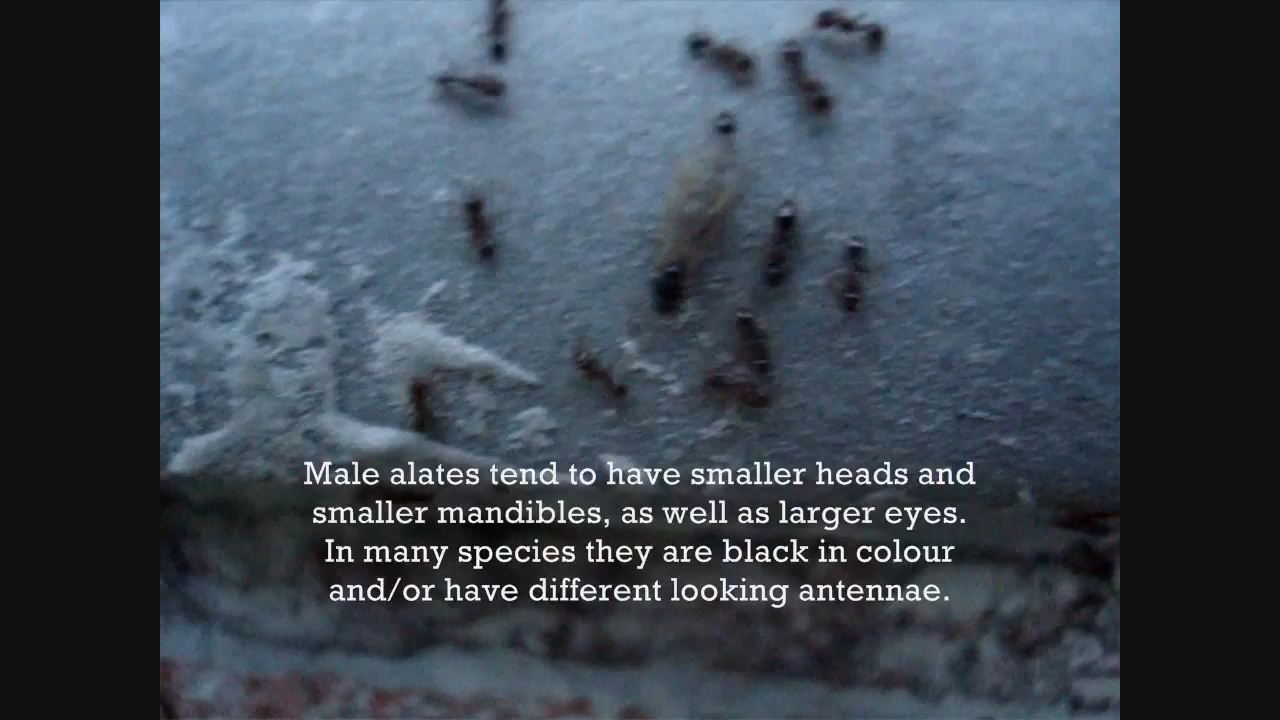 Male alates tend to have smaller heads and
smaller mandibles, as well as larger eyes.
In many species they are black in colour
and/or have different looking antennae.